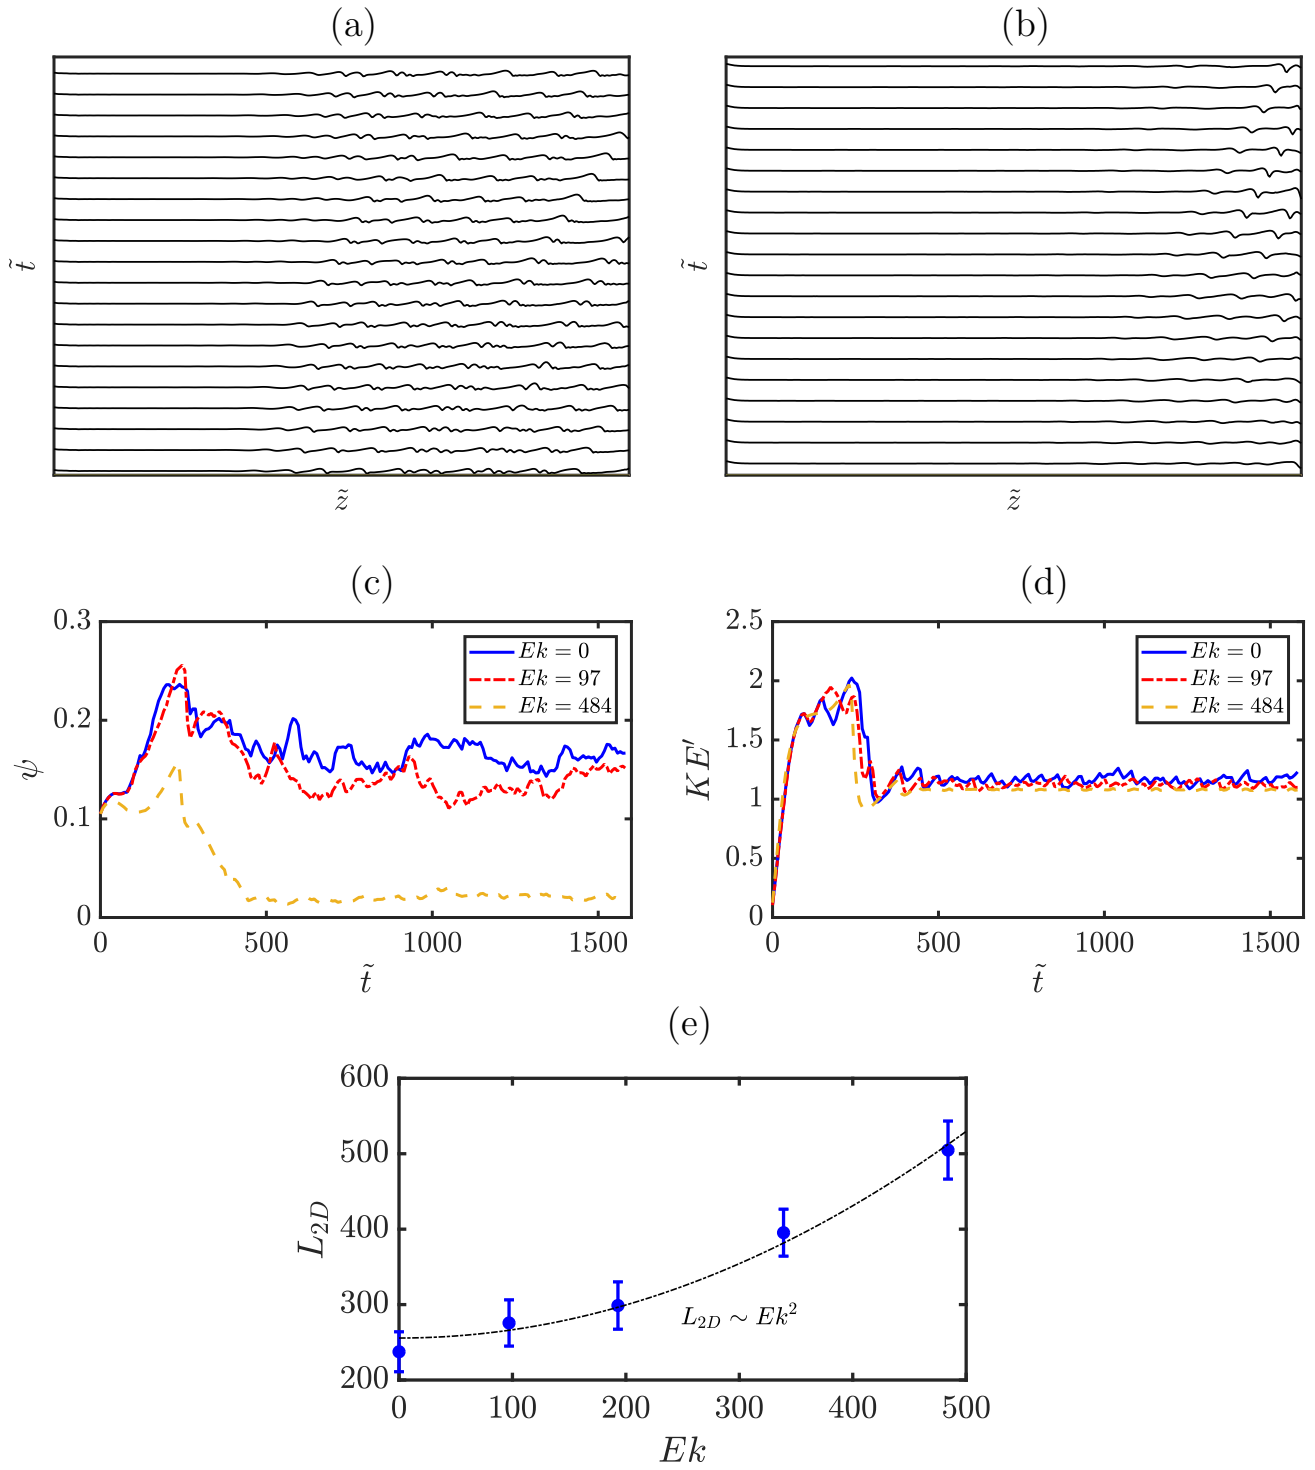 (a) (b)
t̃ t̃
z̃ z̃
(c) (d)
0.3 2.5
Ek = 0 Ek = 0
Ek = 97 Ek = 97
Ek = 484 Ek = 484
2
0.2
1.5
ψ KE′
1
0.1
0.5
0 0
0 500 1000 1500 0 500 1000 1500
t̃ t̃
(e)
600
500
400
L₂D
300
L₂D ∼ Ek²
200
0 100 200 300 400 500
Ek